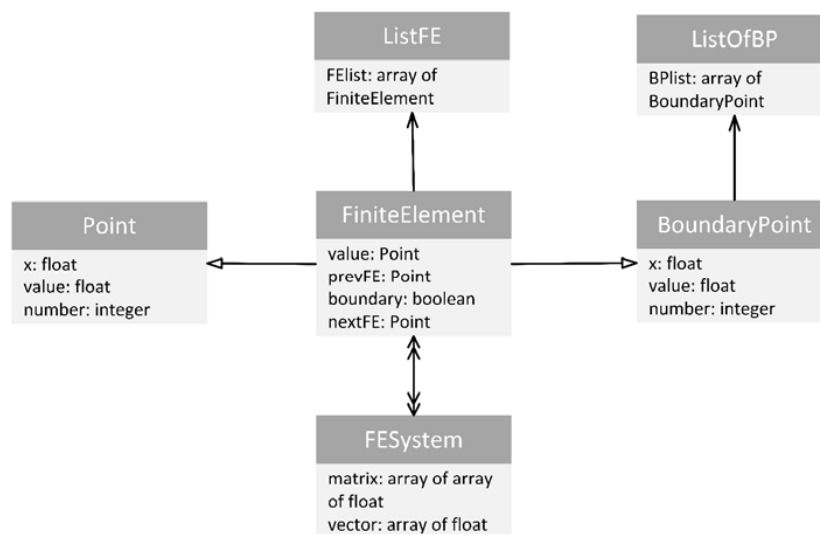 ListFE
FElist: array of
FiniteElement
ListOfBP
BPlist: array of
BoundaryPoint
Point
x: float
value: float
number: integer
FiniteElement
value: Point
prevFE: Point
boundary: boolean
nextFE: Point
BoundaryPoint
x: float
value: float
number: integer
FESystem
matrix: array of array
of float
vector: array of float